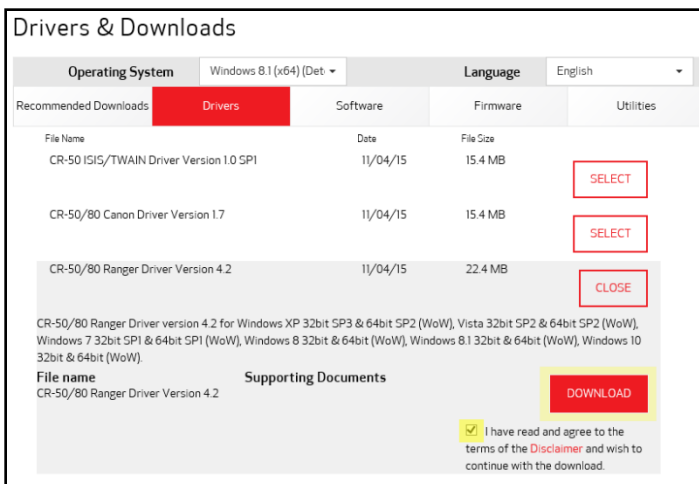 Drivers & Downloads
Operating System Windows 8.1 (x64) (Det Language English
Recommended Downloads Drivers Software Firmware Utilities
File Name Date File Size
CR-50 ISIS/TWAIN Driver Version 1.0 SP1 11/04/15 15.4 MB
SELECT
CR-50/80 Canon Driver Version 1.7 11/04/15 15.4 MB
SELECT
CR-50/80 Ranger Driver Version 4.2 11/04/15 22.4 MB
CLOSE
CR-50/80 Ranger Driver version 4.2 for Windows XP 32bit SP3 & 64bit SP2 (WoW), Vista 32bit SP2 & 64bit SP2 (WoW),
Windows 7 32bit SP1 & 64bit SP1 (WoW), Windows 8 32bit & 64bit (WoW), Windows 8.1 32bit & 64bit (WoW), Windows 10
32bit & 64bit (WoW).
File name Supporting Documents
CR-50/80 Ranger Driver Version 4.2
DOWNLOAD
I have read and agree to the
terms of the Disclaimer and wish to
continue with the download.